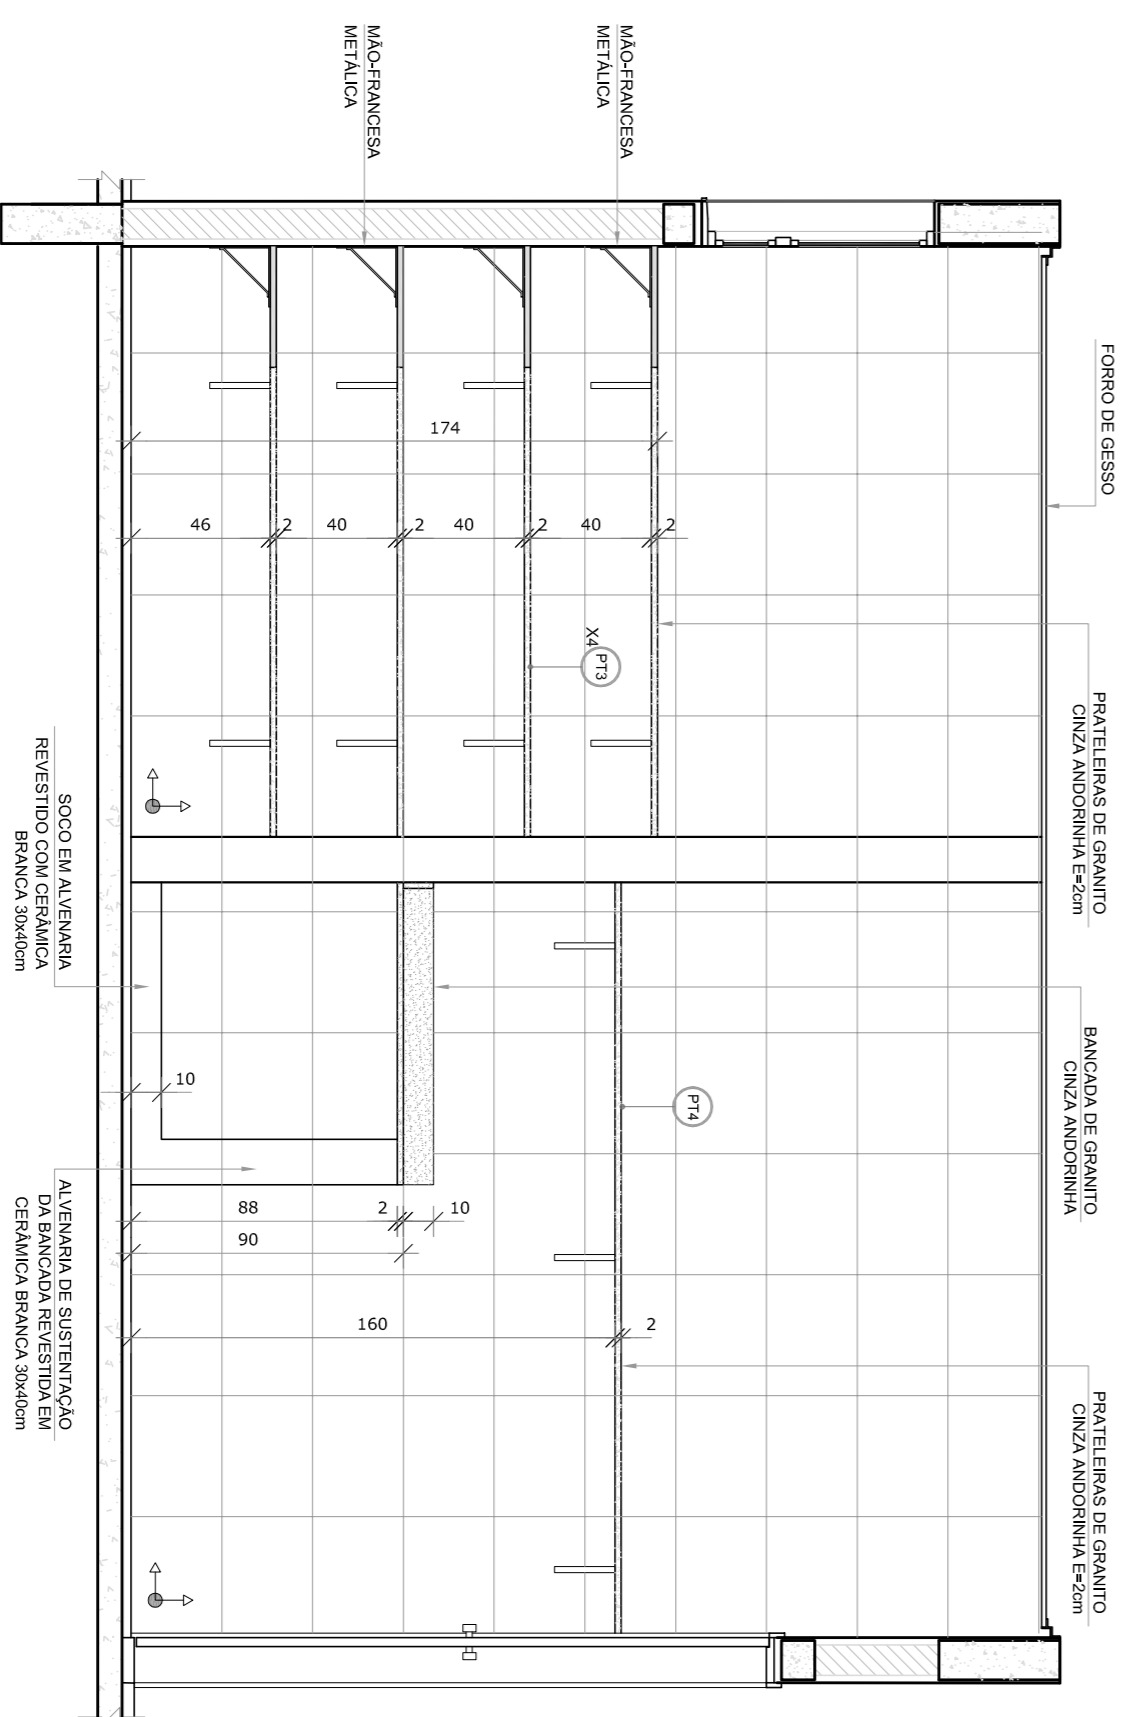 MÃO-FRANCESA
METÁLICA
MÃO-FRANCESA
METÁLICA
FORRO DE GESSO
PRATELEIRAS DE GRANITO
CINZA ANDORINHA E=2cm
BANCADA DE GRANITO
CINZA ANDORINHA
PRATELEIRAS DE GRANITO
CINZA ANDORINHA E=2cm
174
46
2
40
2
40
2
40
2
PT3
X4
PT4
10
88
2
10
90
160
2
SOCO EM ALVENARIA
REVESTIDO COM CERÂMICA
BRANCA 30x40cm
ALVENARIA DE SUSTENTAÇÃO
DA BANCADA REVESTIDA EM
CERÂMICA BRANCA 30x40cm